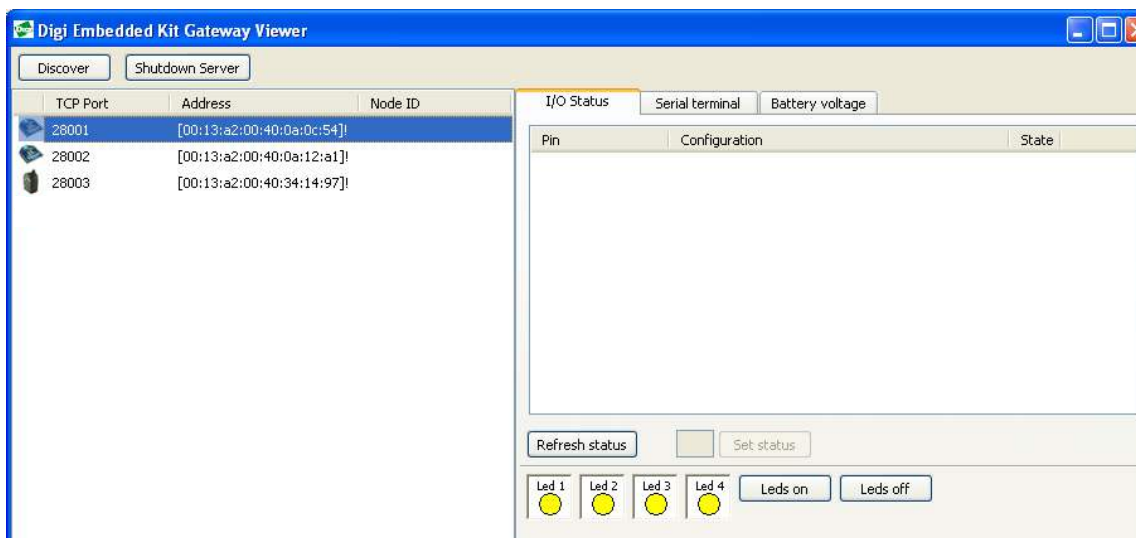 Digi Embedded Kit Gateway Viewer
Discover Shutdown Server
TCP Port Address Node ID
28001 [00:13:a2:00:40:0a:0c:54]!
28002 [00:13:a2:00:40:0a:12:a1]!
28003 [00:13:a2:00:40:34:14:97]!
I/O Status Serial terminal Battery voltage
Pin Configuration State
Refresh status Set status
Led 1 Led 2 Led 3 Led 4 Leds on Leds off